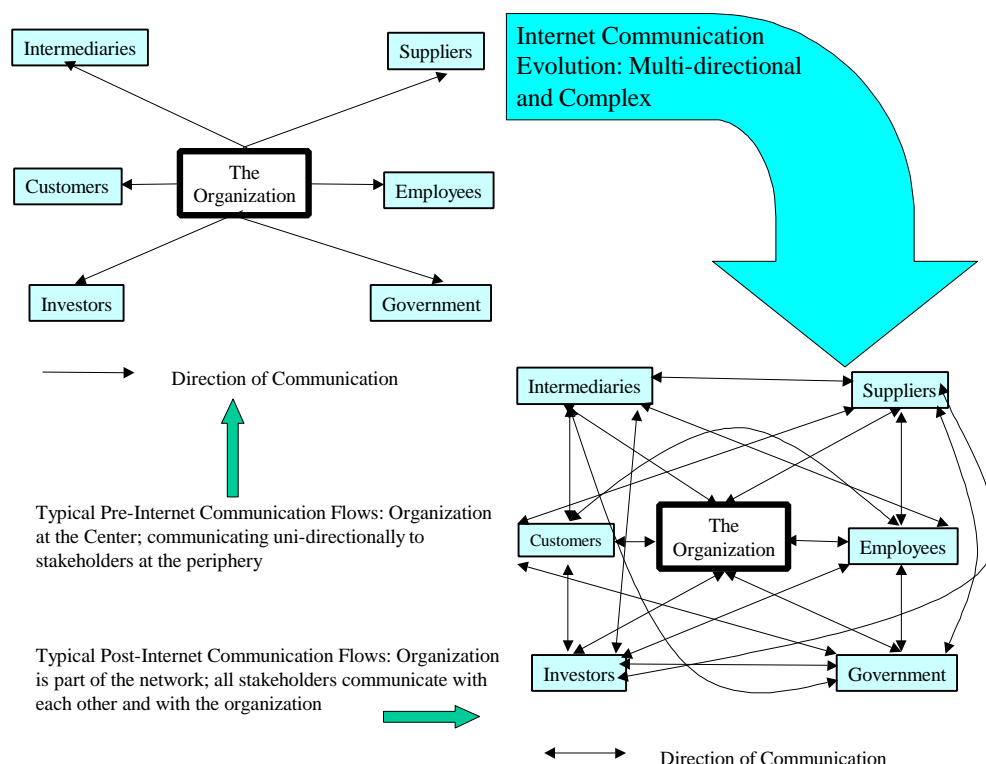 Intermediaries
Suppliers
The
Organization
Customers
Employees
Investors
Government
Direction of Communication
Internet Communication
Evolution: Multi-directional
and Complex
Typical Pre-Internet Communication Flows: Organization
at the Center; communicating uni-directionally to
stakeholders at the periphery
Typical Post-Internet Communication Flows: Organization
is part of the network; all stakeholders communicate with
each other and with the organization
Intermediaries
Suppliers
Customers
The
Organization
Employees
Investors
Government
Direction of Communication